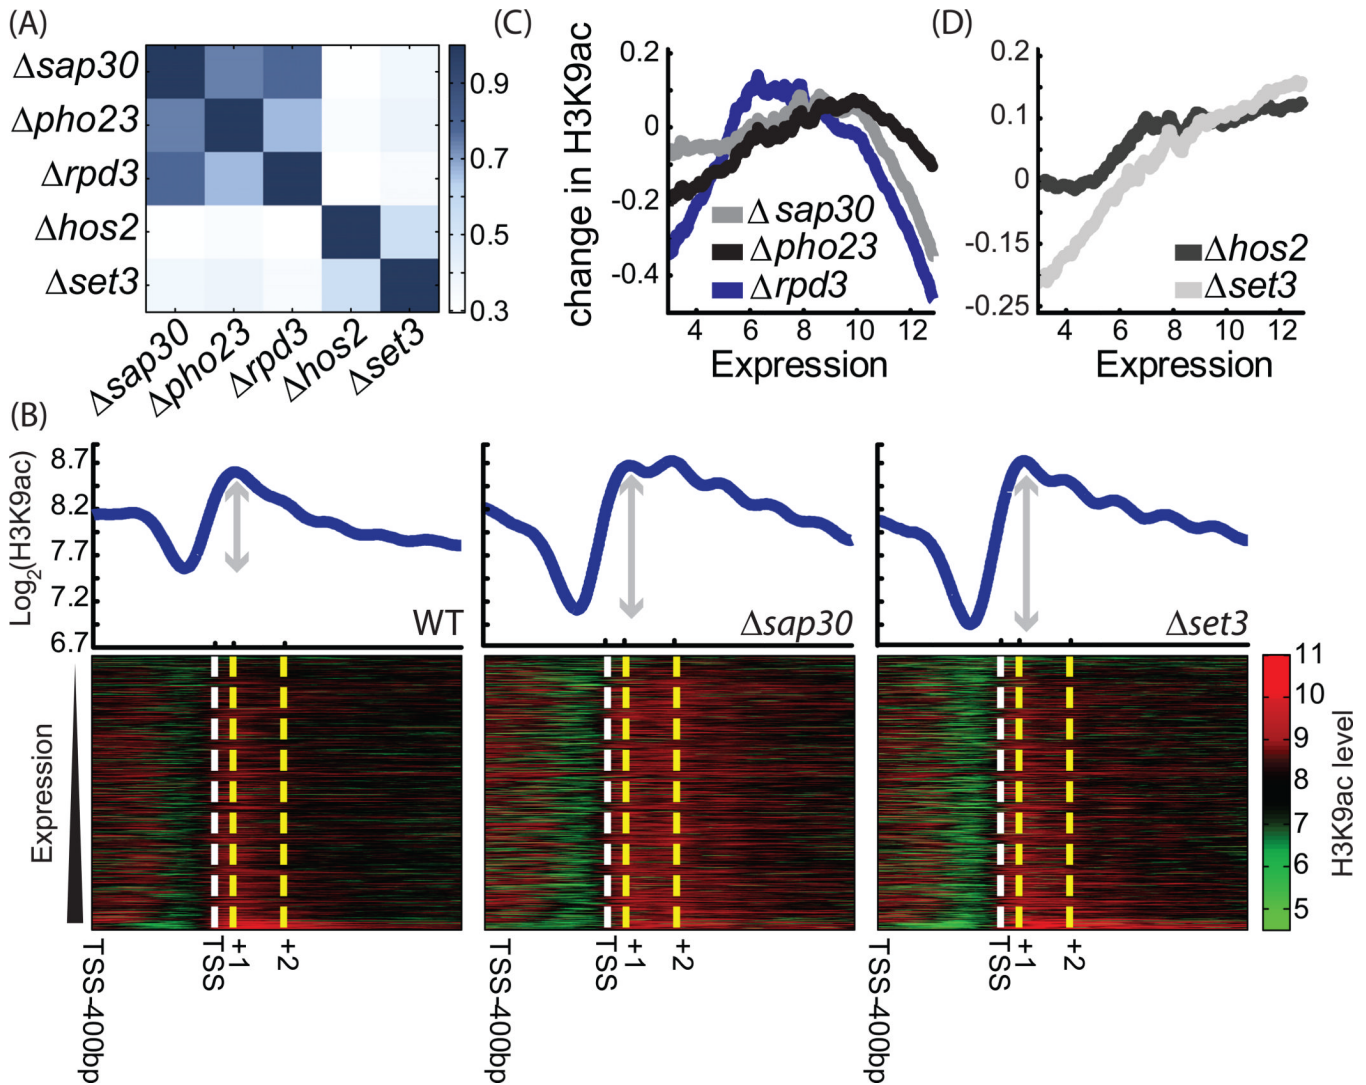 (A)
Δsap30
Δpho23
Δrpd3
Δhos2
Δset3
0.9
0.7
0.5
0.3
Δsap30
Δpho23
Δrpd3
Δhos2
Δset3
(C)
change in H3K9ac
0.2
0
-0.2
-0.4
Δsap30
Δpho23
Δrpd3
4 6 8 10 12
Expression
(D)
0.2
0.1
0
-0.15
-0.25
Δhos2
Δset3
4 6 8 10 12
Expression
(B)
Log2(H3K9ac)
8.7
8.2
7.7
7.2
6.7
WT
Δsap30
Δset3
Expression
TSS-400bp
TSS
+1
+2
TSS-400bp
TSS
+1
+2
TSS-400bp
TSS
+1
+2
11
10
9
8
7
6
5
H3K9ac level